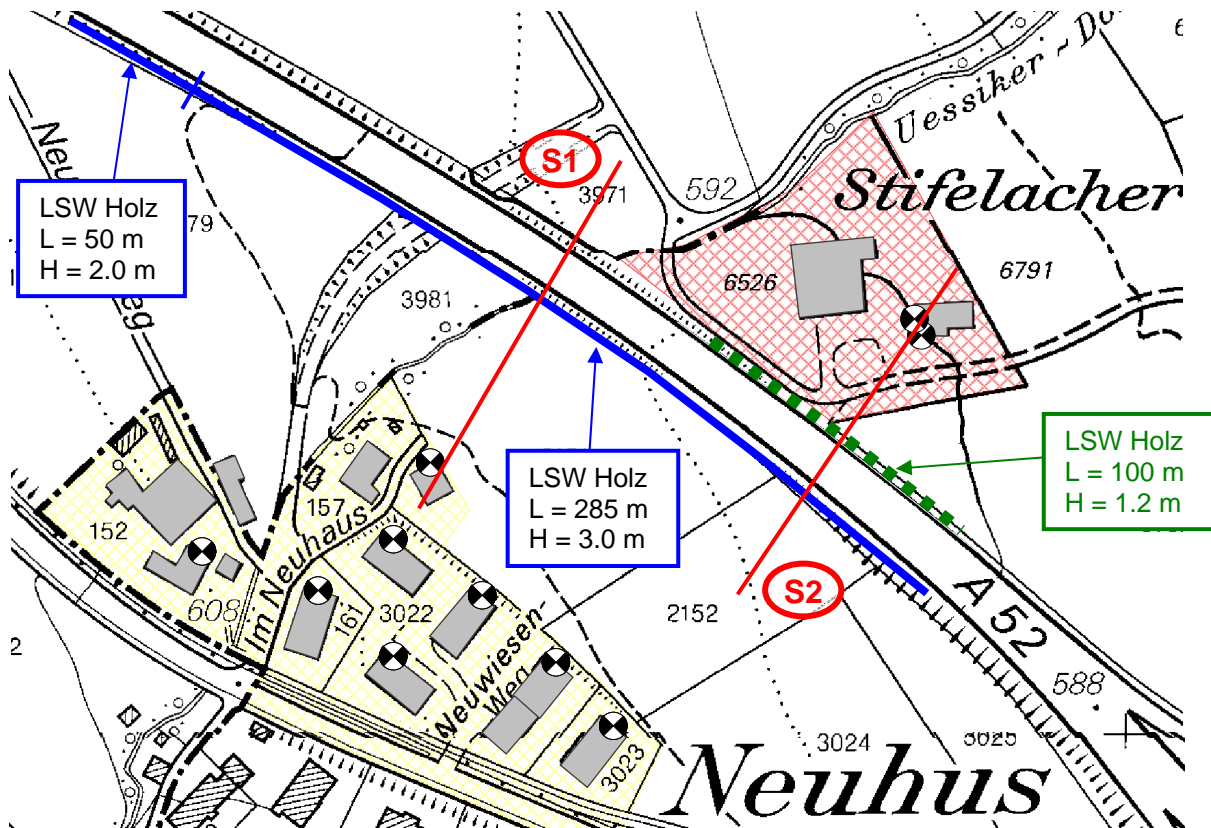 Uessiker-Do
S1
3971
592
Stifelacher
LSW Holz
L = 50 m
H = 2.0 m
79
6526
6791
3981
LSW Holz
L = 285 m
H = 3.0 m
LSW Holz
L = 100 m
H = 1.2 m
157
152
Im Neuhaus
608
161
3022
2152
S2
A 52
Neuwiesen-
Weg
588
3023
3024
3025
2
Neuhus